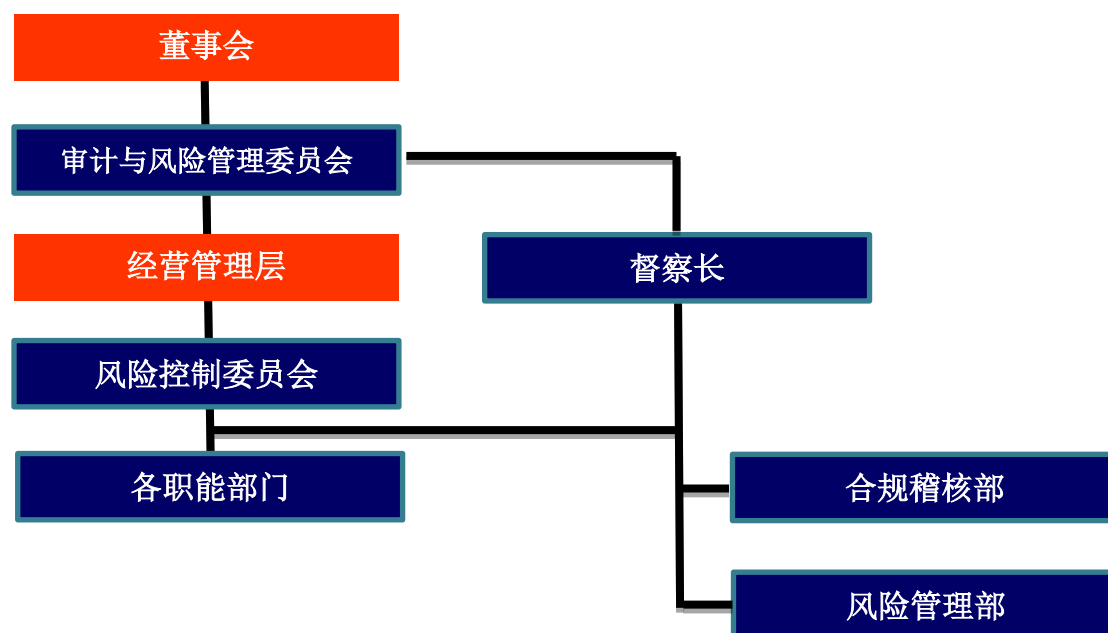 董事会
审计与风险管理委员会
经营管理层
督察长
风险控制委员会
各职能部门
合规稽核部
风险管理部